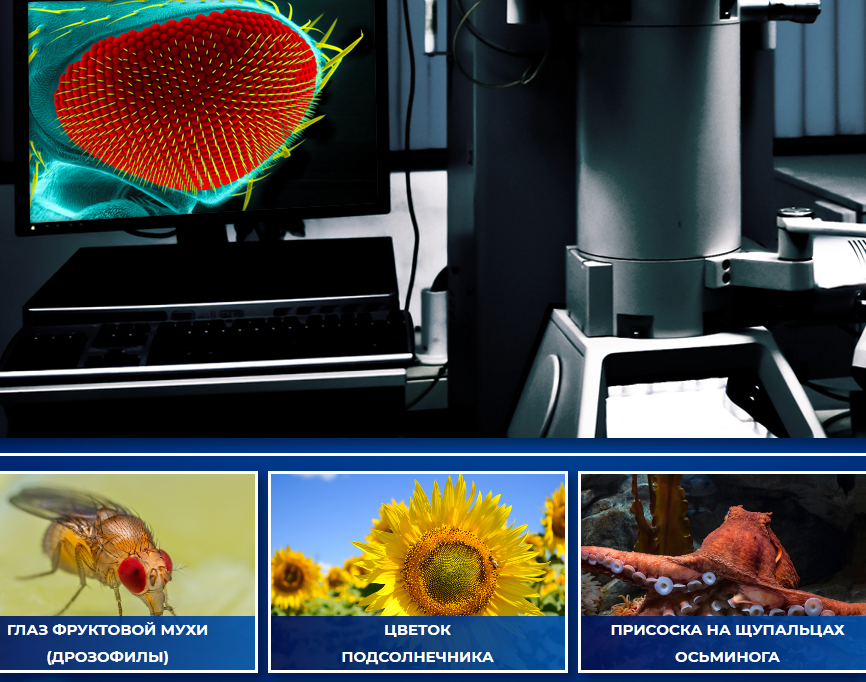 ГЛАЗ ФРУКТОВОЙ МУХИ
(ДРОЗОФИЛЫ)
ЦВЕТОК
ПОДСОЛНЕЧНИКА
ПРИСОСКА НА ЩУПАЛЬЦАХ
ОСЬМИНОГА